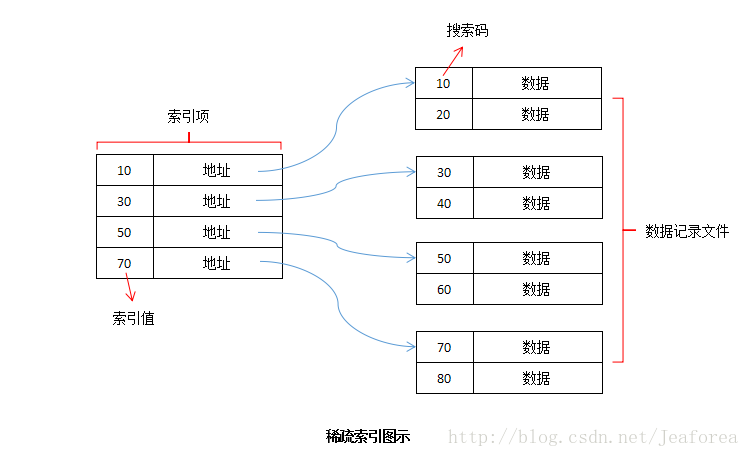 搜索码
10 数据
20 数据
索引项
10 地址
30 地址
50 地址
70 地址
索引值
30 数据
40 数据
50 数据
60 数据
70 数据
80 数据
数据记录文件
稀疏索引图示
http://blog.csdn.net/Jeaforea